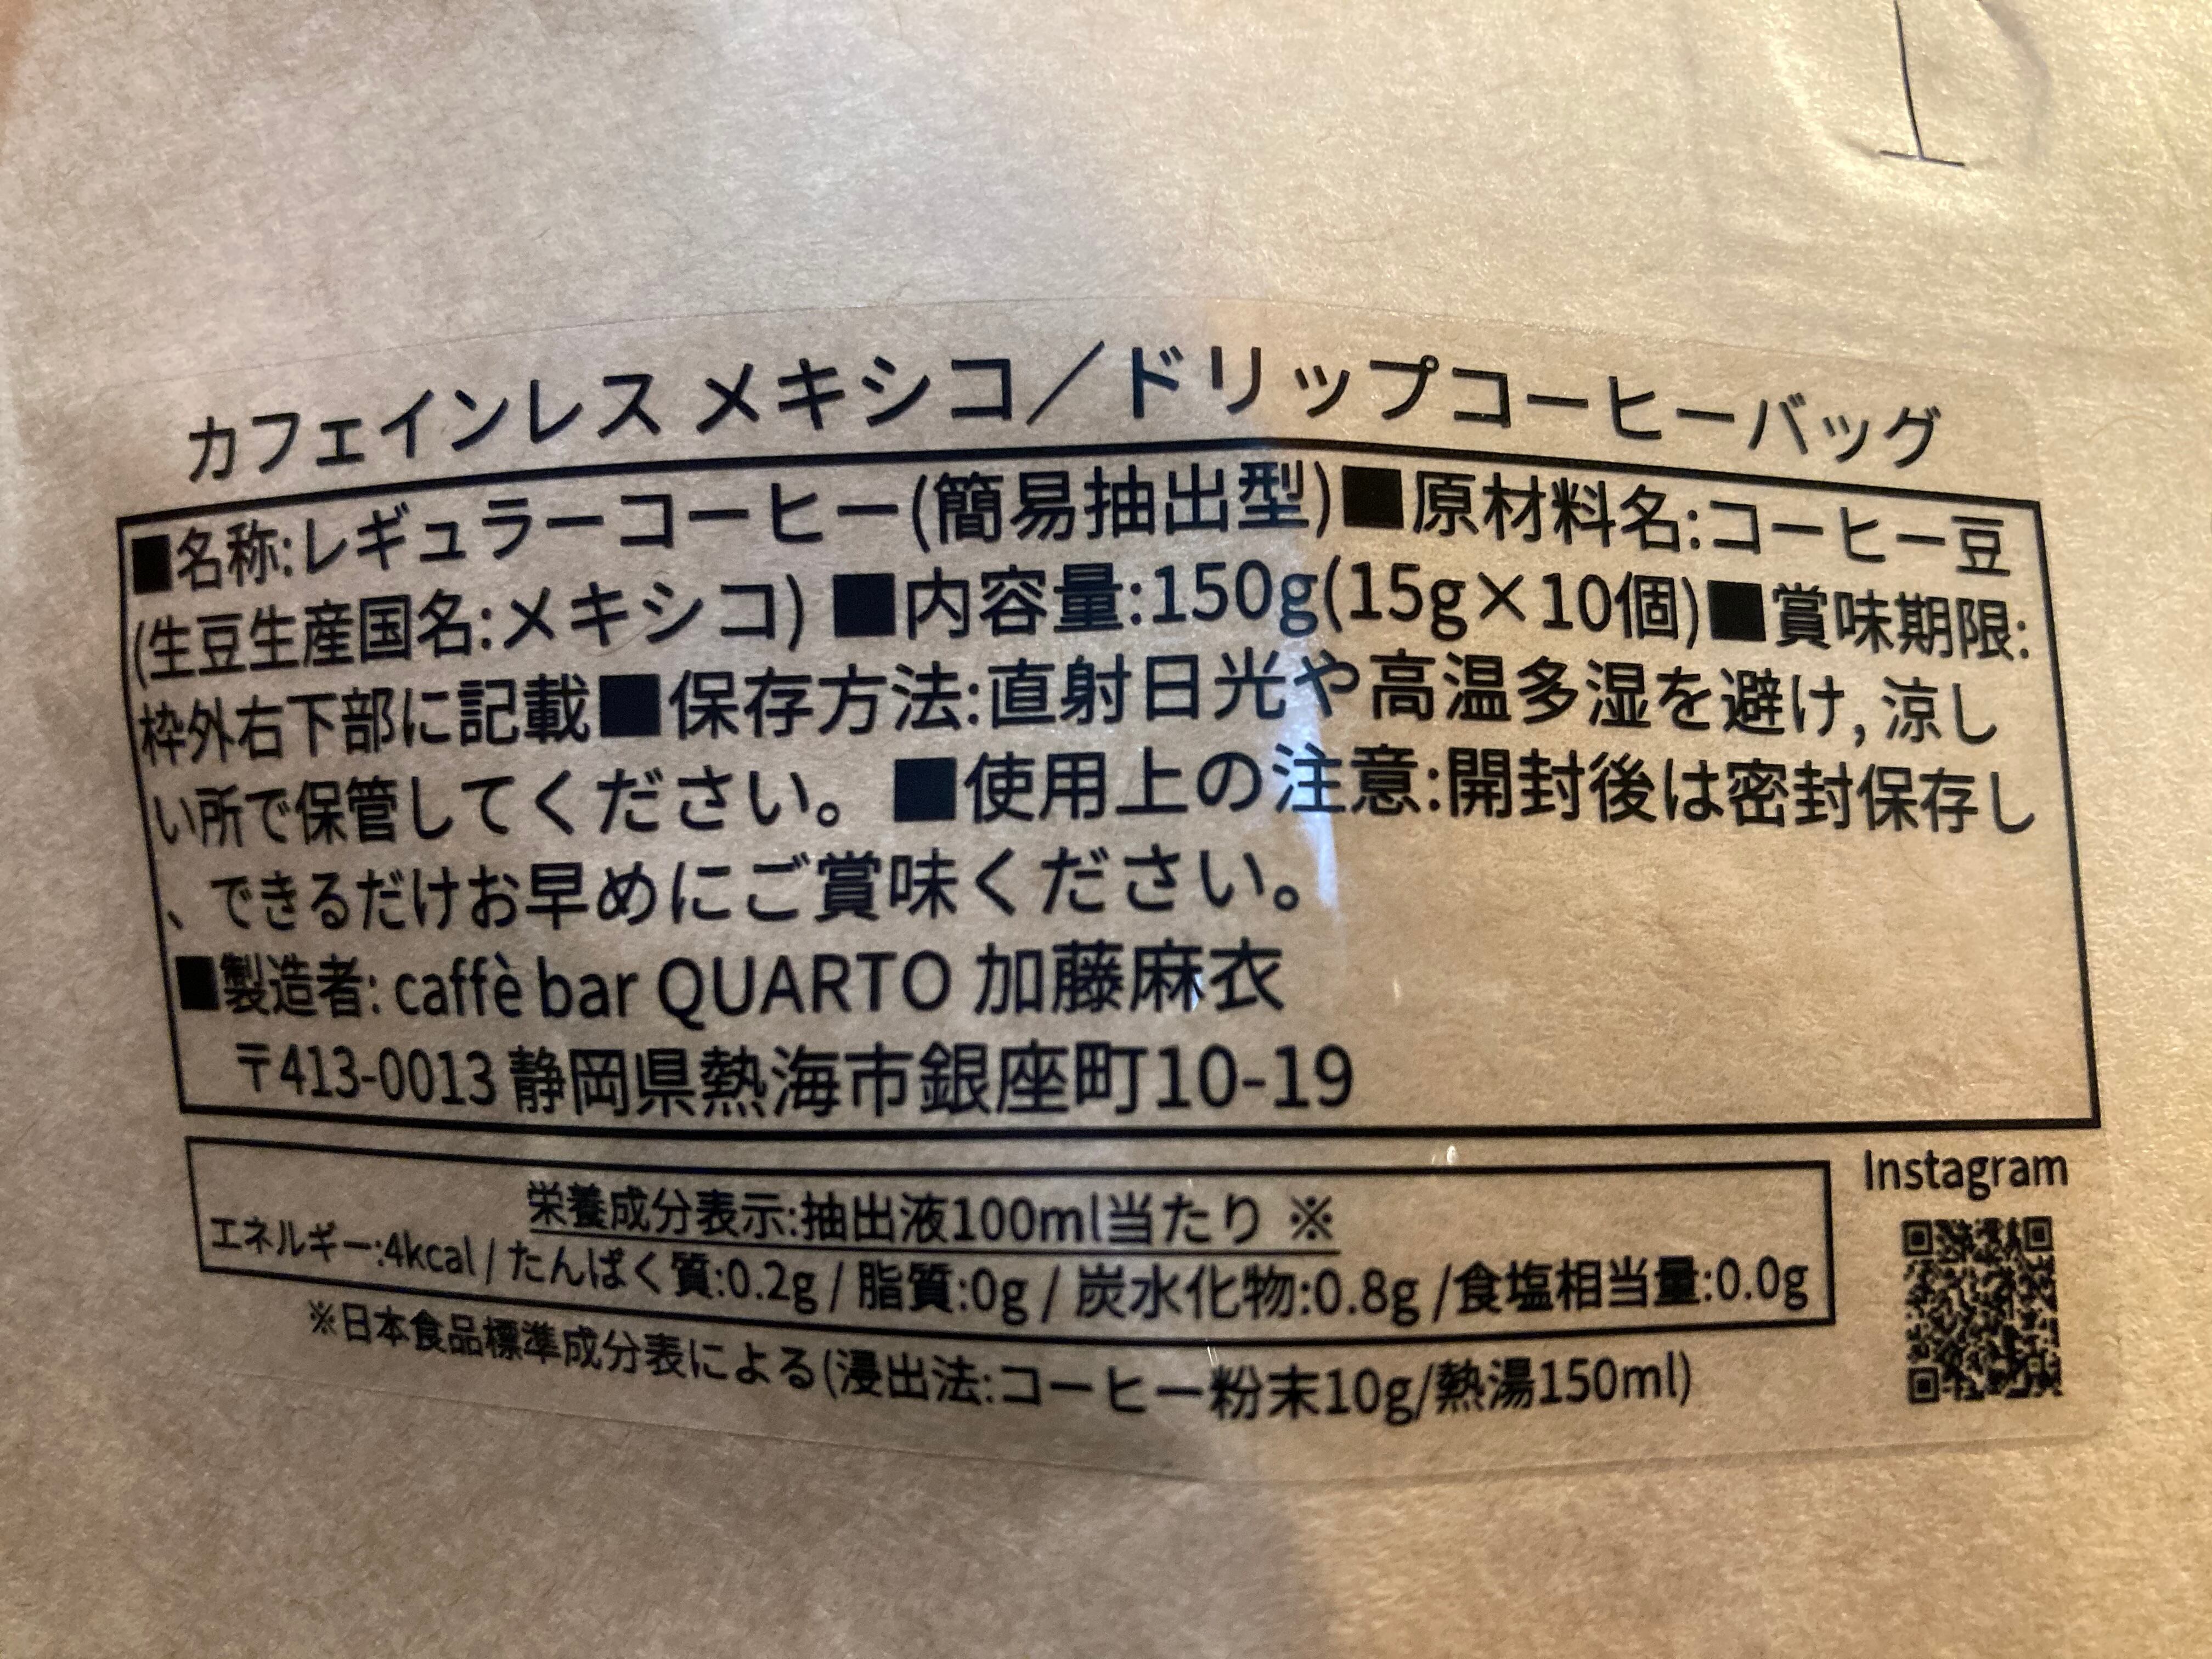 カフェインレス メキシコ／ドリップコーヒーバッグ
■名称:レギュラーコーヒー(簡易抽出型)■原材料名:コーヒー豆
(生豆生産国名:メキシコ) ■内容量:150g(15g×10個)■賞味期限:
枠外右下部に記載■保存方法:直射日光や高温多湿を避け, 涼し
い所で保管してください。 ■使用上の注意:開封後は密封保存し
、できるだけお早めにご賞味ください。
■製造者: caffè bar QUARTO 加藤麻衣
〒413-0013 静岡県熱海市銀座町10-19
栄養成分表示:抽出液100ml当たり ※
エネルギー:4kcal / たんぱく質:0.2g / 脂質:0g / 炭水化物:0.8g /食塩相当量:0.0g
※日本食品標準成分表による(浸出法:コーヒー粉末10g/熱湯150ml)
Instagram